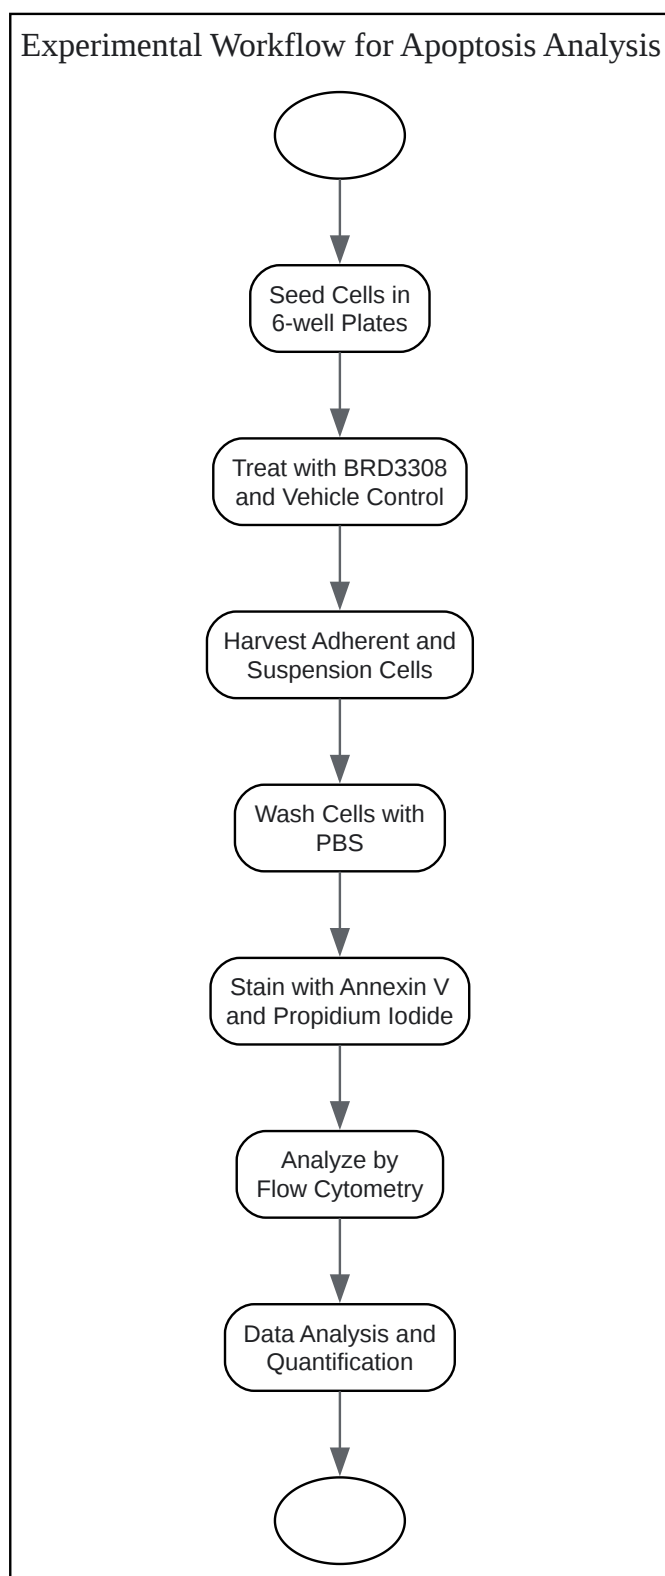 Experimental Workflow for Apoptosis Analysis
Seed Cells in
6-well Plates
Treat with BRD3308
and Vehicle Control
Harvest Adherent and
Suspension Cells
Wash Cells with
PBS
Stain with Annexin V
and Propidium Iodide
Analyze by
Flow Cytometry
Data Analysis and
Quantification